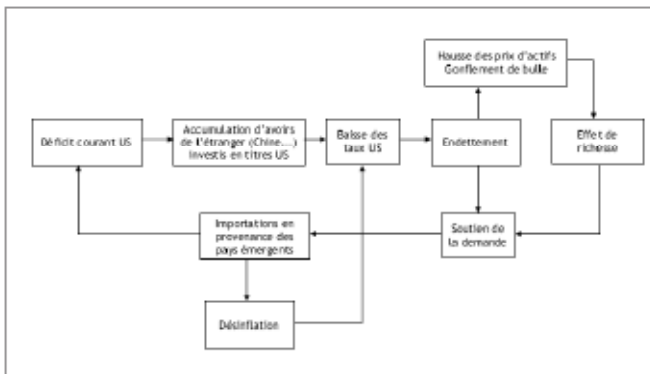 Hausse des prix d'actifs
Gonflement de bulle
Déficit courant US
Accumulation d'avoirs
de l'étranger (Chine...)
investis en titres US
Baisse des
taux US
Endettement
Effet de
richesse
Importations en
provenance des
pays émergents
Soutien de
la demande
Désinflation